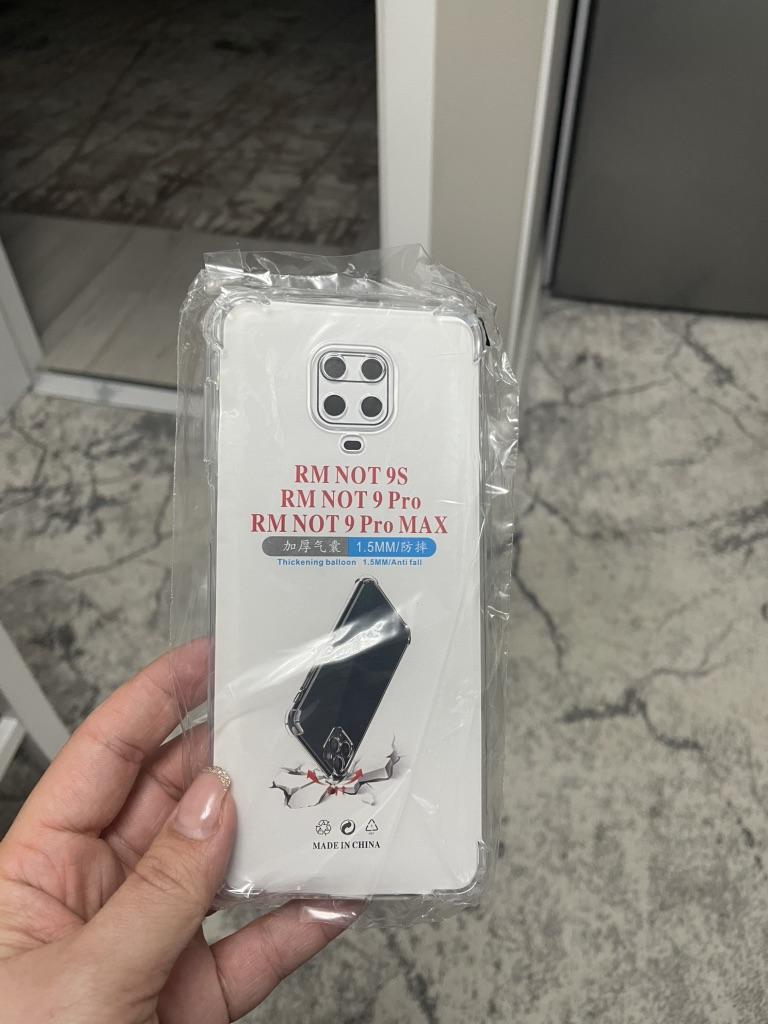 RM NOT 9S
RM NOT 9 Pro
RM NOT 9 Pro MAX
加厚气囊 1.5MM/防摔
Thickening balloon 1.5MM/Anti fall
MADE IN CHINA